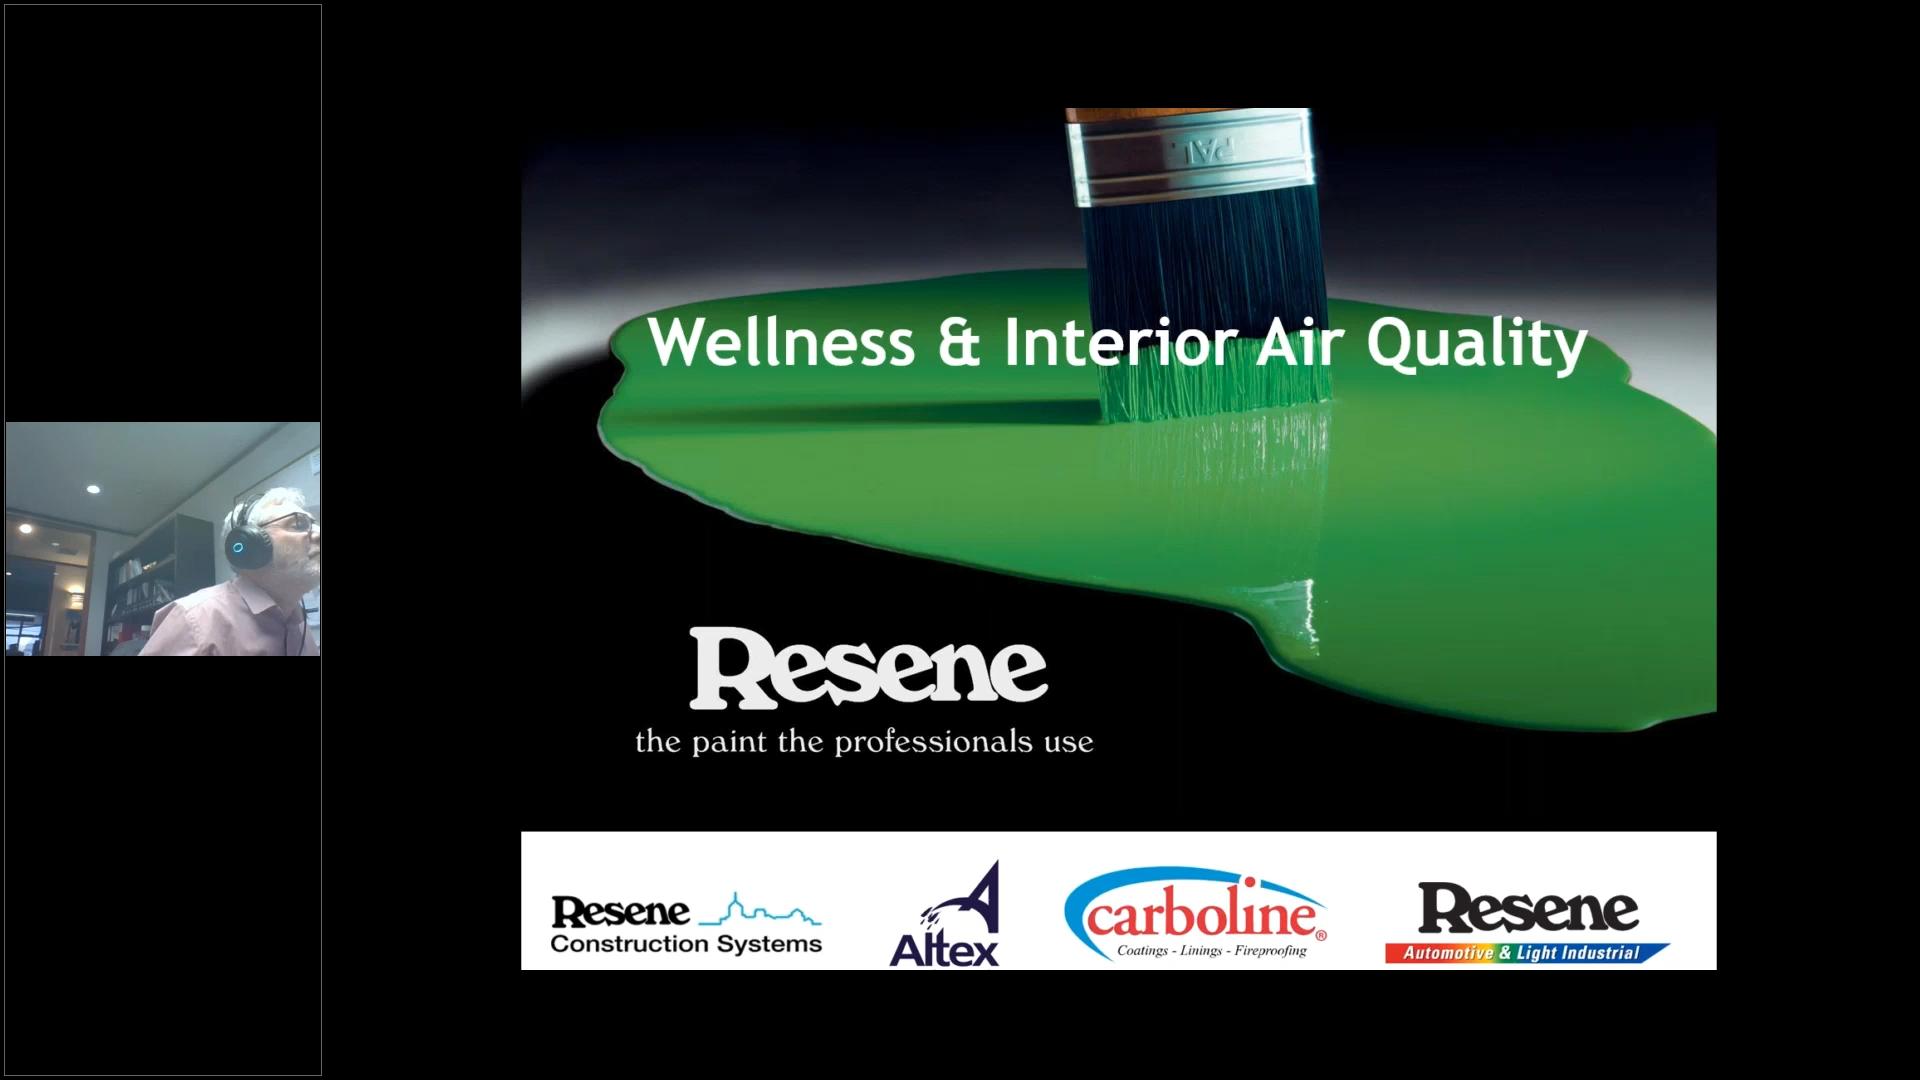 PAL
Wellness & Interior Air Quality
Resene
the paint the professionals use
Resene
Construction Systems
Altex
carboline®
Coatings - Linings - Fireproofing
Resene
Automotive & Light Industrial